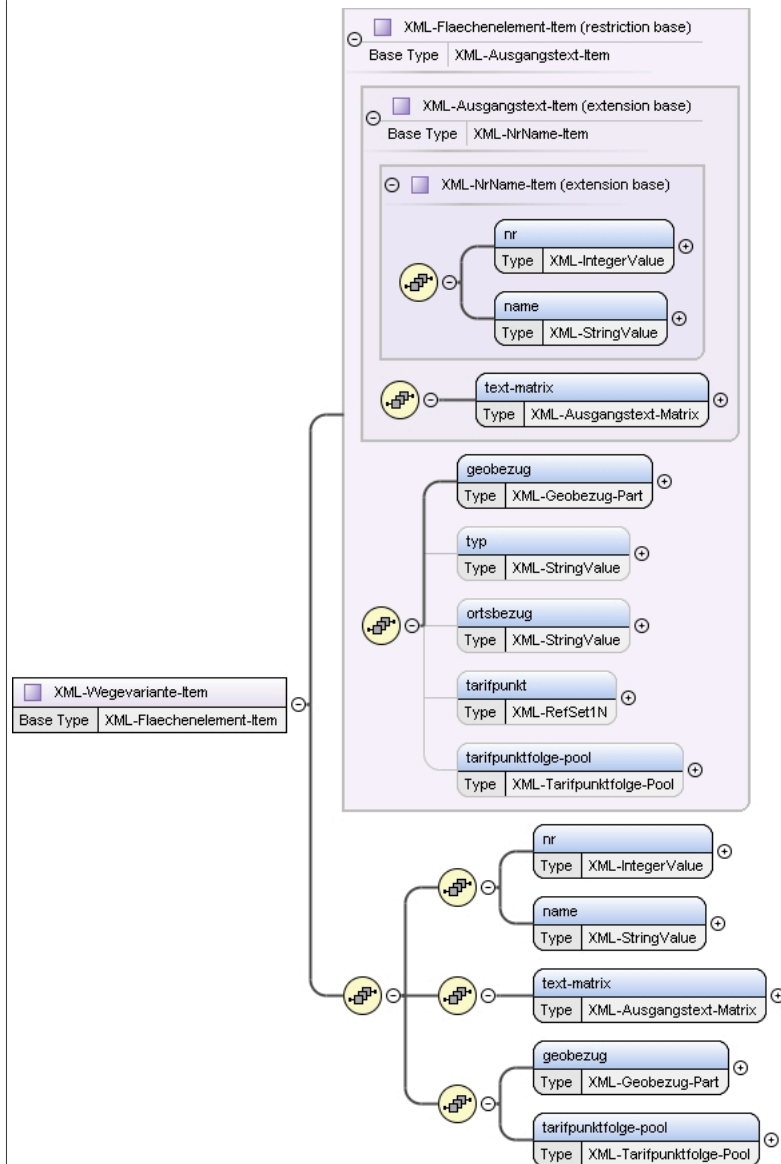 XML-Flaechenelement-Item (restriction base)
Base Type XML-Ausgangstext-Item
XML-Ausgangstext-Item (extension base)
Base Type XML-NrName-Item
XML-NrName-Item (extension base)
nr
Type XML-IntegerValue
name
Type XML-StringValue
text-matrix
Type XML-Ausgangstext-Matrix
geobezug
Type XML-Geobezug-Part
typ
Type XML-StringValue
ortsbezug
Type XML-StringValue
tarifpunkt
Type XML-RefSet1N
tarifpunktfolge-pool
Type XML-Tarifpunktfolge-Pool
XML-Wegevariante-Item
Base Type XML-Flaechenelement-Item
nr
Type XML-IntegerValue
name
Type XML-StringValue
text-matrix
Type XML-Ausgangstext-Matrix
geobezug
Type XML-Geobezug-Part
tarifpunktfolge-pool
Type XML-Tarifpunktfolge-Pool